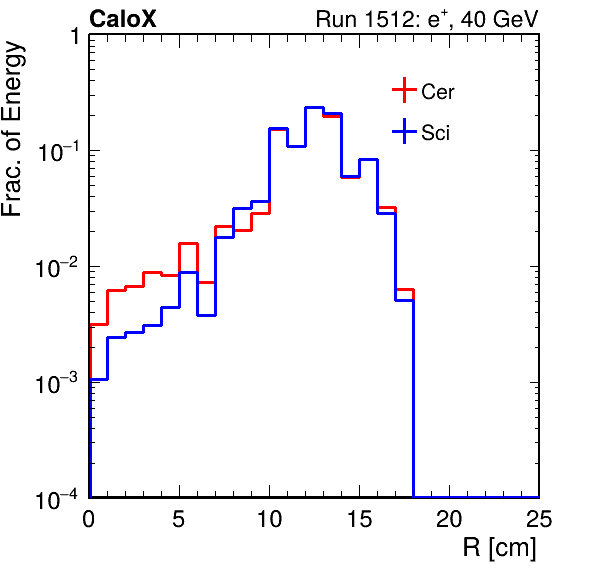 CaloX Run 1512: e⁺, 40 GeV
Frac. of Energy
1
10⁻¹
10⁻²
10⁻³
10⁻⁴
Cer
Sci
0 5 10 15 20 25
R [cm]